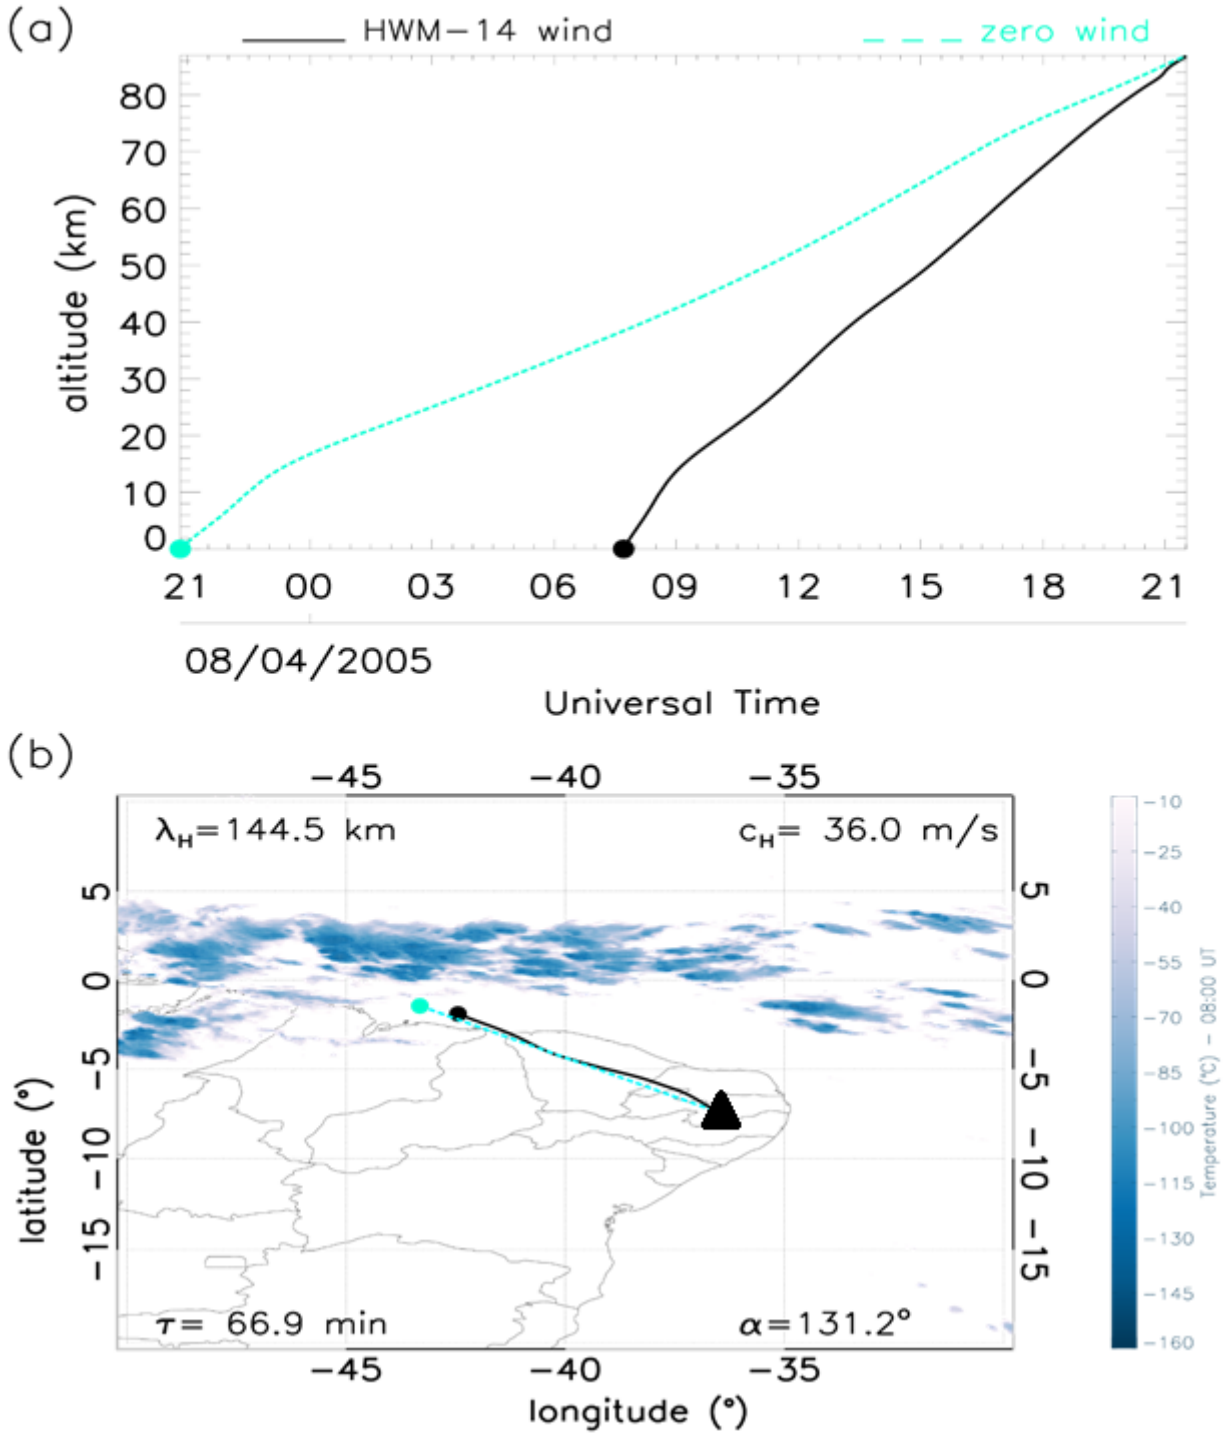 (a)
HWM-14 wind
zero wind
80
70
60
50
40
30
20
10
0
altitude (km)
21 00 03 06 09 12 15 18 21
08/04/2005
Universal Time
(b)
-45 -40 -35
λH=144.5 km
cH= 36.0 m/s
5
0
-5
-10
-15
latitude (°)
5
0
-5
-10
-15
τ= 66.9 min
α=131.2°
-45 -40 -35
longitude (°)
-10
-25
-40
-55
-70
-85
-100
-115
-130
-145
-160
Temperature (°C) - 08:00 UT